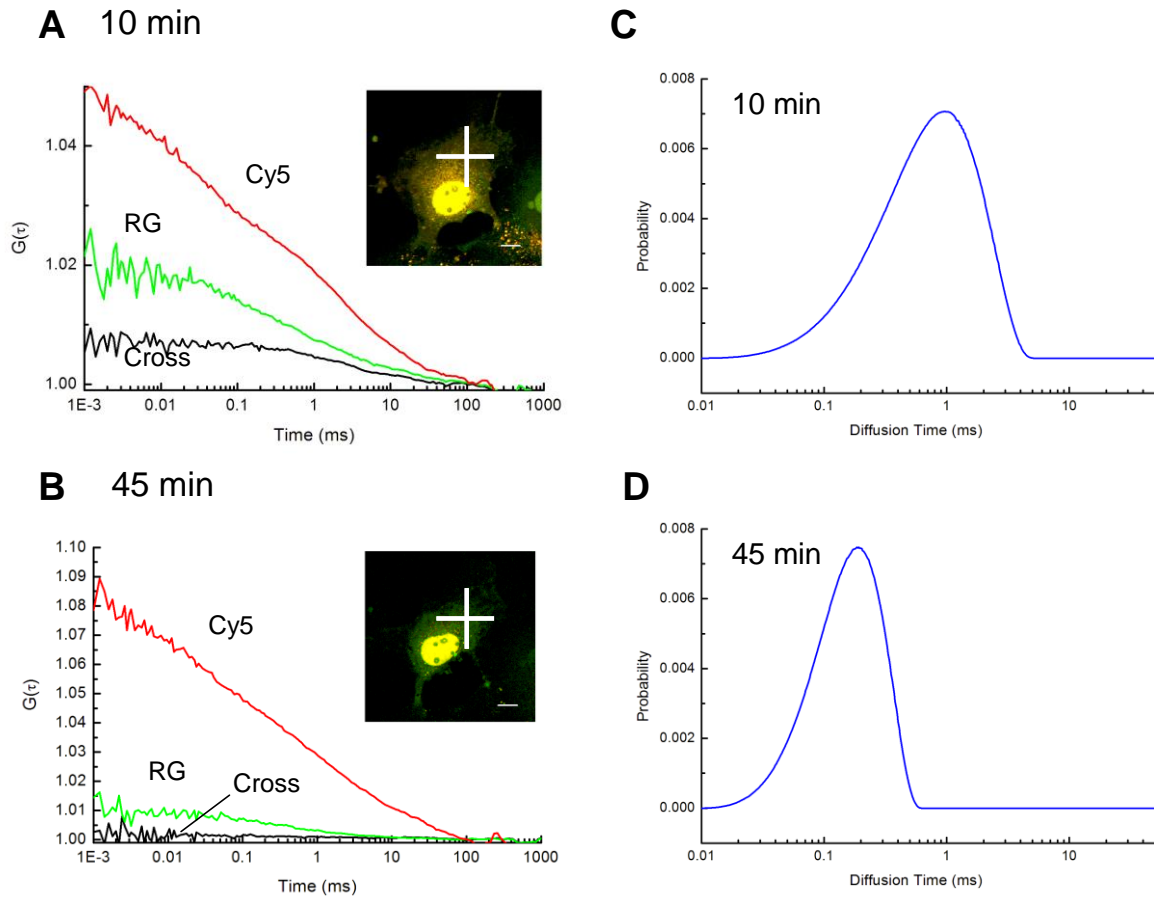 A 10 min
G(τ)
1.04
1.02
1.00
Cy5
RG
Cross
1E-3 0.01 0.1 1 10 100 1000
Time (ms)
B 45 min
G(τ)
1.10
1.09
1.08
1.07
1.06
1.05
1.04
1.03
1.02
1.01
1.00
Cy5
RG
Cross
1E-3 0.01 0.1 1 10 100 1000
Time (ms)
C
10 min
Probability
0.008
0.006
0.004
0.002
0.000
0.01 0.1 1 10
Diffusion Time (ms)
D
45 min
Probability
0.008
0.006
0.004
0.002
0.000
0.01 0.1 1 10
Diffusion Time (ms)